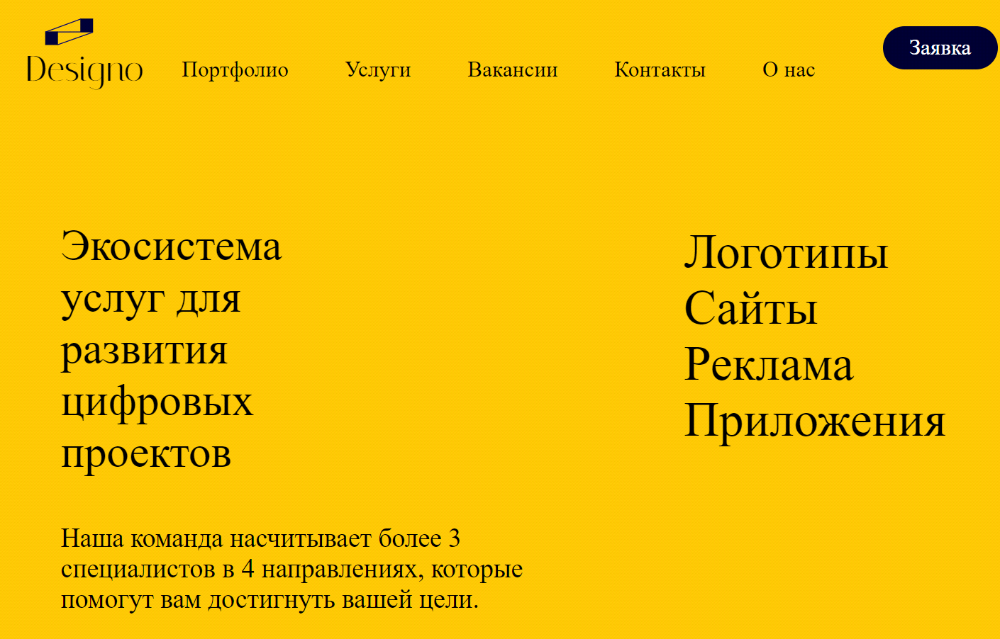 Designo
Портфолио
Услуги
Вакансии
Контакты
О нас
Заявка
Экосистема
услуг для
развития
цифровых
проектов
Логотипы
Сайты
Реклама
Приложения
Наша команда насчитывает более 3
специалистов в 4 направлениях, которые
помогут вам достигнуть вашей цели.